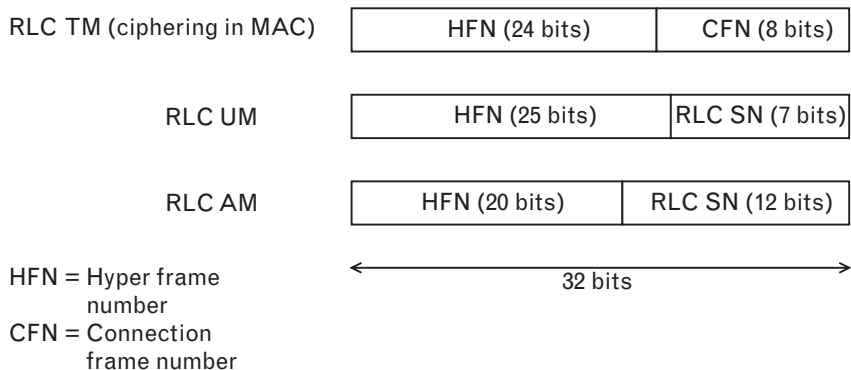 RLC TM (ciphering in MAC) HFN (24 bits) CFN (8 bits)
RLC UM HFN (25 bits) RLC SN (7 bits)
RLC AM HFN (20 bits) RLC SN (12 bits)
32 bits
HFN = Hyper frame
number
CFN = Connection
frame number